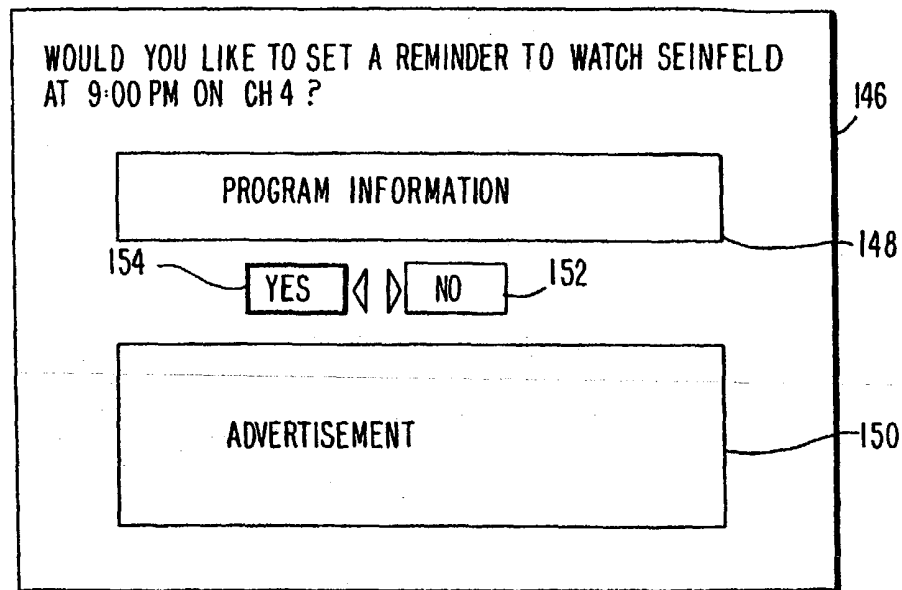 WOULD YOU LIKE TO SET A REMINDER TO WATCH SEINFELD
AT 9:00 PM ON CH 4 ?
146
PROGRAM INFORMATION
148
154
YES
NO
152
ADVERTISEMENT
150